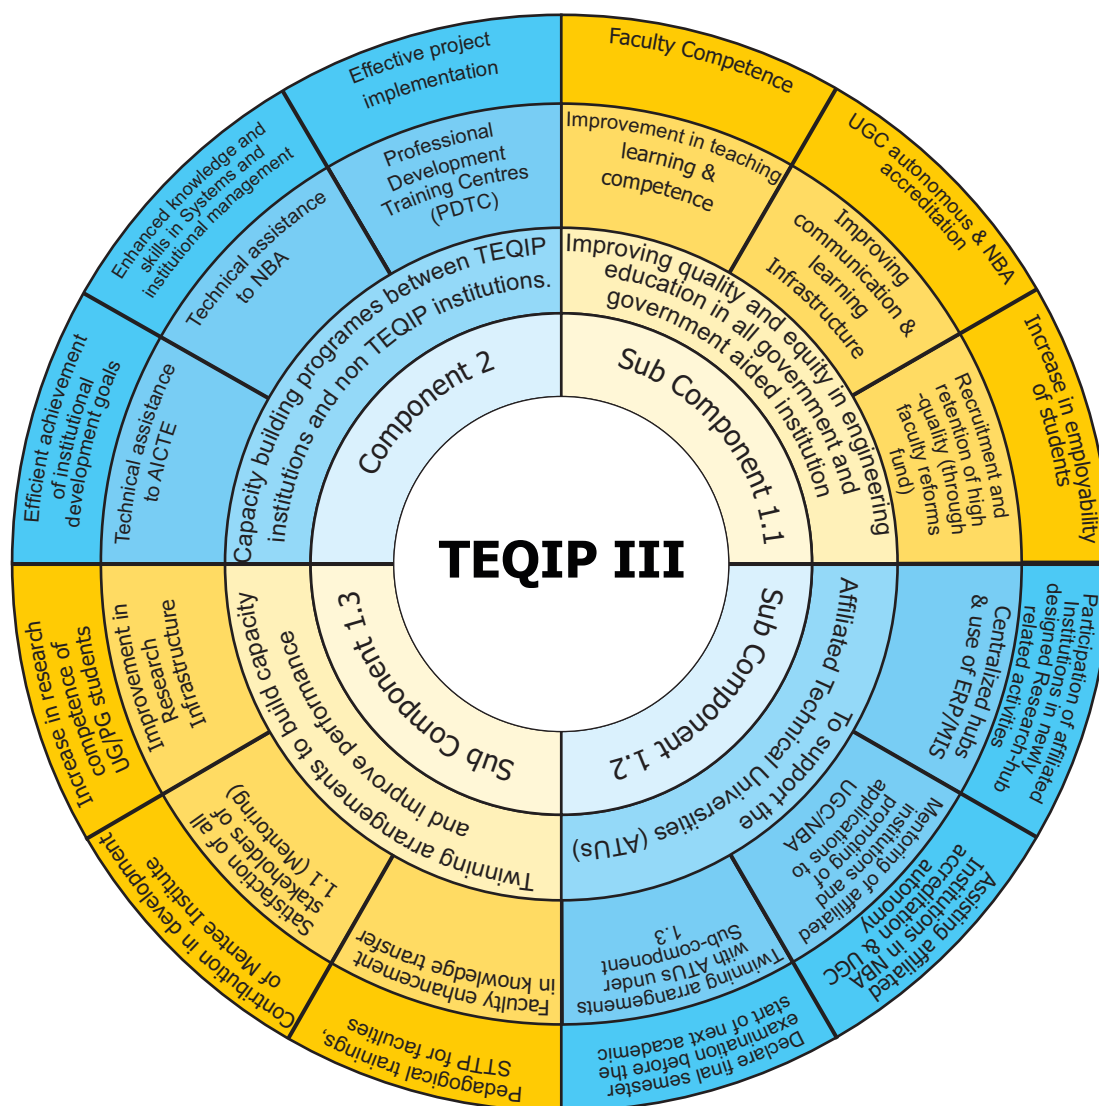 TEQIP III
Sub Component 1.1
Improving quality and equity in engineering
education in all government and
government aided institution
Improvement in teaching
learning &
competence
Faculty Competence
Improving
communication &
learning
Infrastructure
UGC autonomous & NBA
accreditation
Recruitment and
retention of high
-quality (through
faculty reforms
fund)
Increase in employability
of students
Sub Component 1.2
To support the
Affiliated Technical Universities (ATUs)
Centralized hubs
& use of ERP/MIS
Participation of affiliated
Institutions in newly
designed Research-hub
related activities
Mentoring of affiliated
institutions and
promoting of
applications to
UGC/NBA
Assisting affiliated
Institutions in NBA
accreditation & UGC
autonomy
Twinning arrangements
with ATUs under
Sub-component
1.3
Declare final semester
examination before the
start of next academic
Sub Component 1.3
Twinning arrangements to build capacity
and improve performance
Faculty enhancement
in knowledge transfer
Pedagogical trainings,
STTP for faculties
Satisfaction of all
stakeholders of
1.1 (Mentoring)
Contribution in development
of Mentee Institute
Improvement in
Research
Infrastructure
Increase in research
competence of
UG/PG students
Component 2
Capacity building programes between TEQIP
institutions and non TEQIP institutions.
Technical assistance
to AICTE
Efficient achievement
of institutional
development goals
Technical assistance
to NBA
Enhanced knowledge and
skills in Systems and
institutional management
Professional
Development
Training Centres
(PDTC)
Effective project
implementation